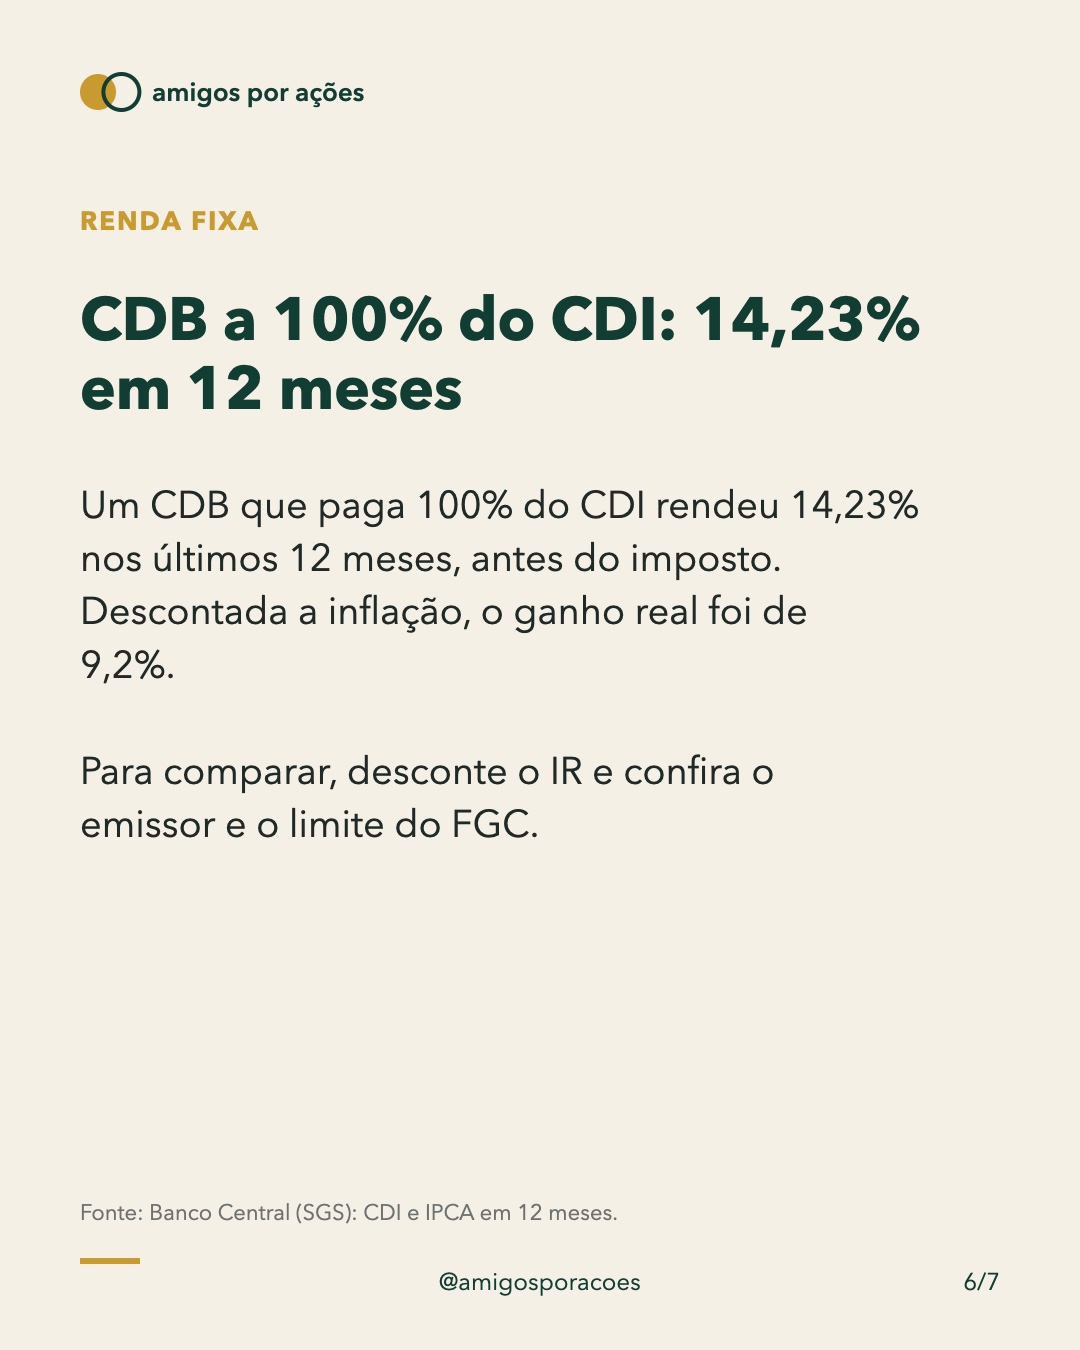 amigos por ações
RENDA FIXA
CDB a 100% do CDI: 14,23%
em 12 meses
Um CDB que paga 100% do CDI rendeu 14,23%
nos últimos 12 meses, antes do imposto.
Descontada a inflação, o ganho real foi de
9,2%.
Para comparar, desconte o IR e confira o
emissor e o limite do FGC.
Fonte: Banco Central (SGS): CDI e IPCA em 12 meses.
@amigosporacoes
6/7